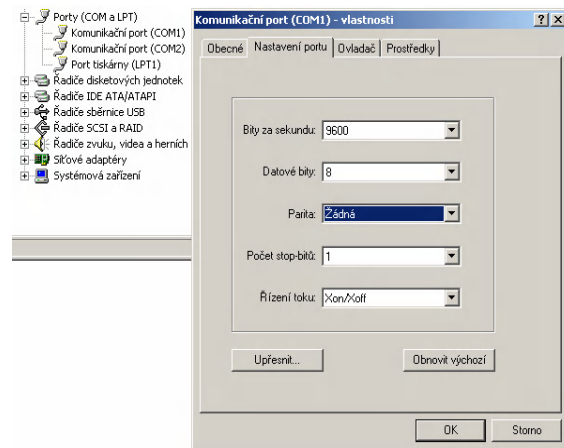 Porty (COM a LPT)
Komunikační port (COM1)
Komunikační port (COM2)
Port tiskárny (LPT1)
Řadiče disketových jednotek
Řadiče IDE ATA/ATAPI
Řadiče sběrnice USB
Řadiče SCSI a RAID
Řadiče zvuku, videa a herních
Síťové adaptéry
Systémová zařízení
Komunikační port (COM1) - vlastnosti
Obecné Nastavení portu Ovladač Prostředky
Bity za sekundu: 9600
Datové bity: 8
Parita: Žádná
Počet stop-bitů: 1
Řízení toku: Xon/Xoff
Upřesnit... Obnovit výchozí
OK Storno